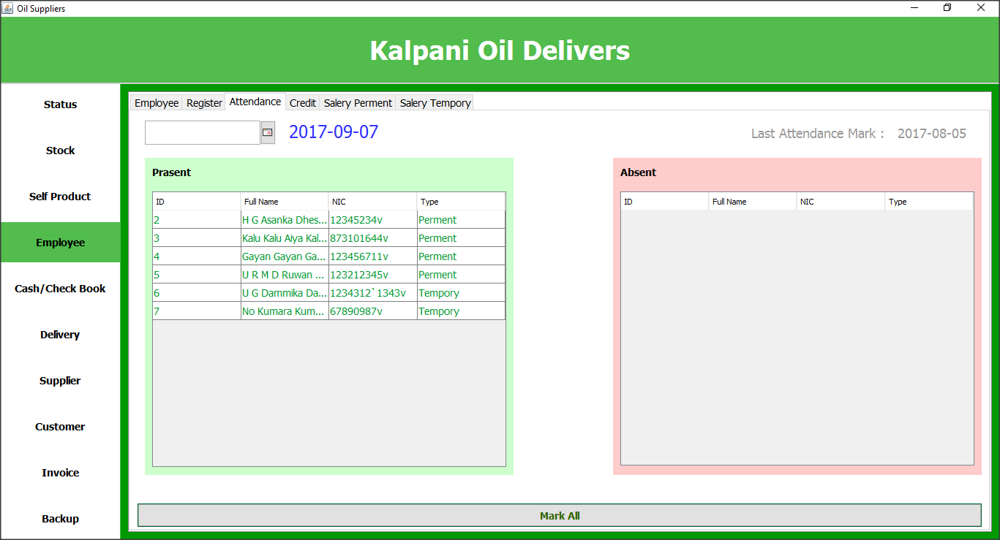 Oil Suppliers
Kalpani Oil Delivers
Status
Stock
Self Product
Employee
Cash/Check Book
Delivery
Supplier
Customer
Invoice
Backup
Employee Register Attendance Credit Salery Perment Salery Tempory
2017-09-07 Last Attendance Mark : 2017-08-05
Prasent
ID Full Name NIC Type
2 H G Asanka Dhes... 12345234v Perment
3 Kalu Kalu Aiya Kal... 873101644v Perment
4 Gayan Gayan Ga... 123456711v Perment
5 U R M D Ruwan ... 123212345v Perment
6 U G Dammika Da... 1234312`1343v Tempory
7 No Kumara Kum... 67890987v Tempory
Absent
ID Full Name NIC Type
Mark All